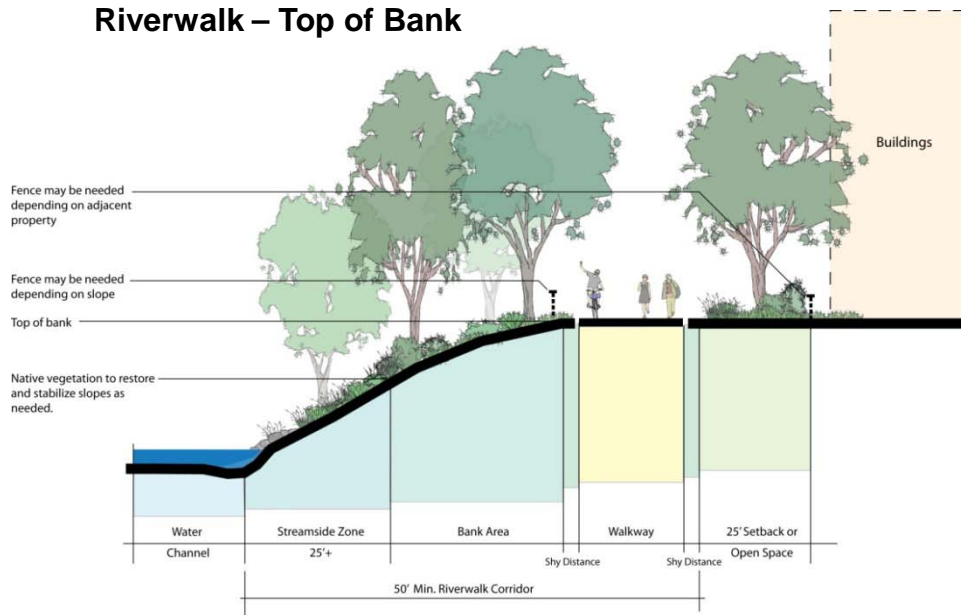 Riverwalk – Top of Bank
Buildings
Fence may be needed
depending on adjacent
property
Fence may be needed
depending on slope
Top of bank
Native vegetation to restore
and stabilize slopes as
needed.
Water
Channel
Streamside Zone
25'+
Bank Area
Shy Distance
Walkway
Shy Distance
25' Setback or
Open Space
50' Min. Riverwalk Corridor